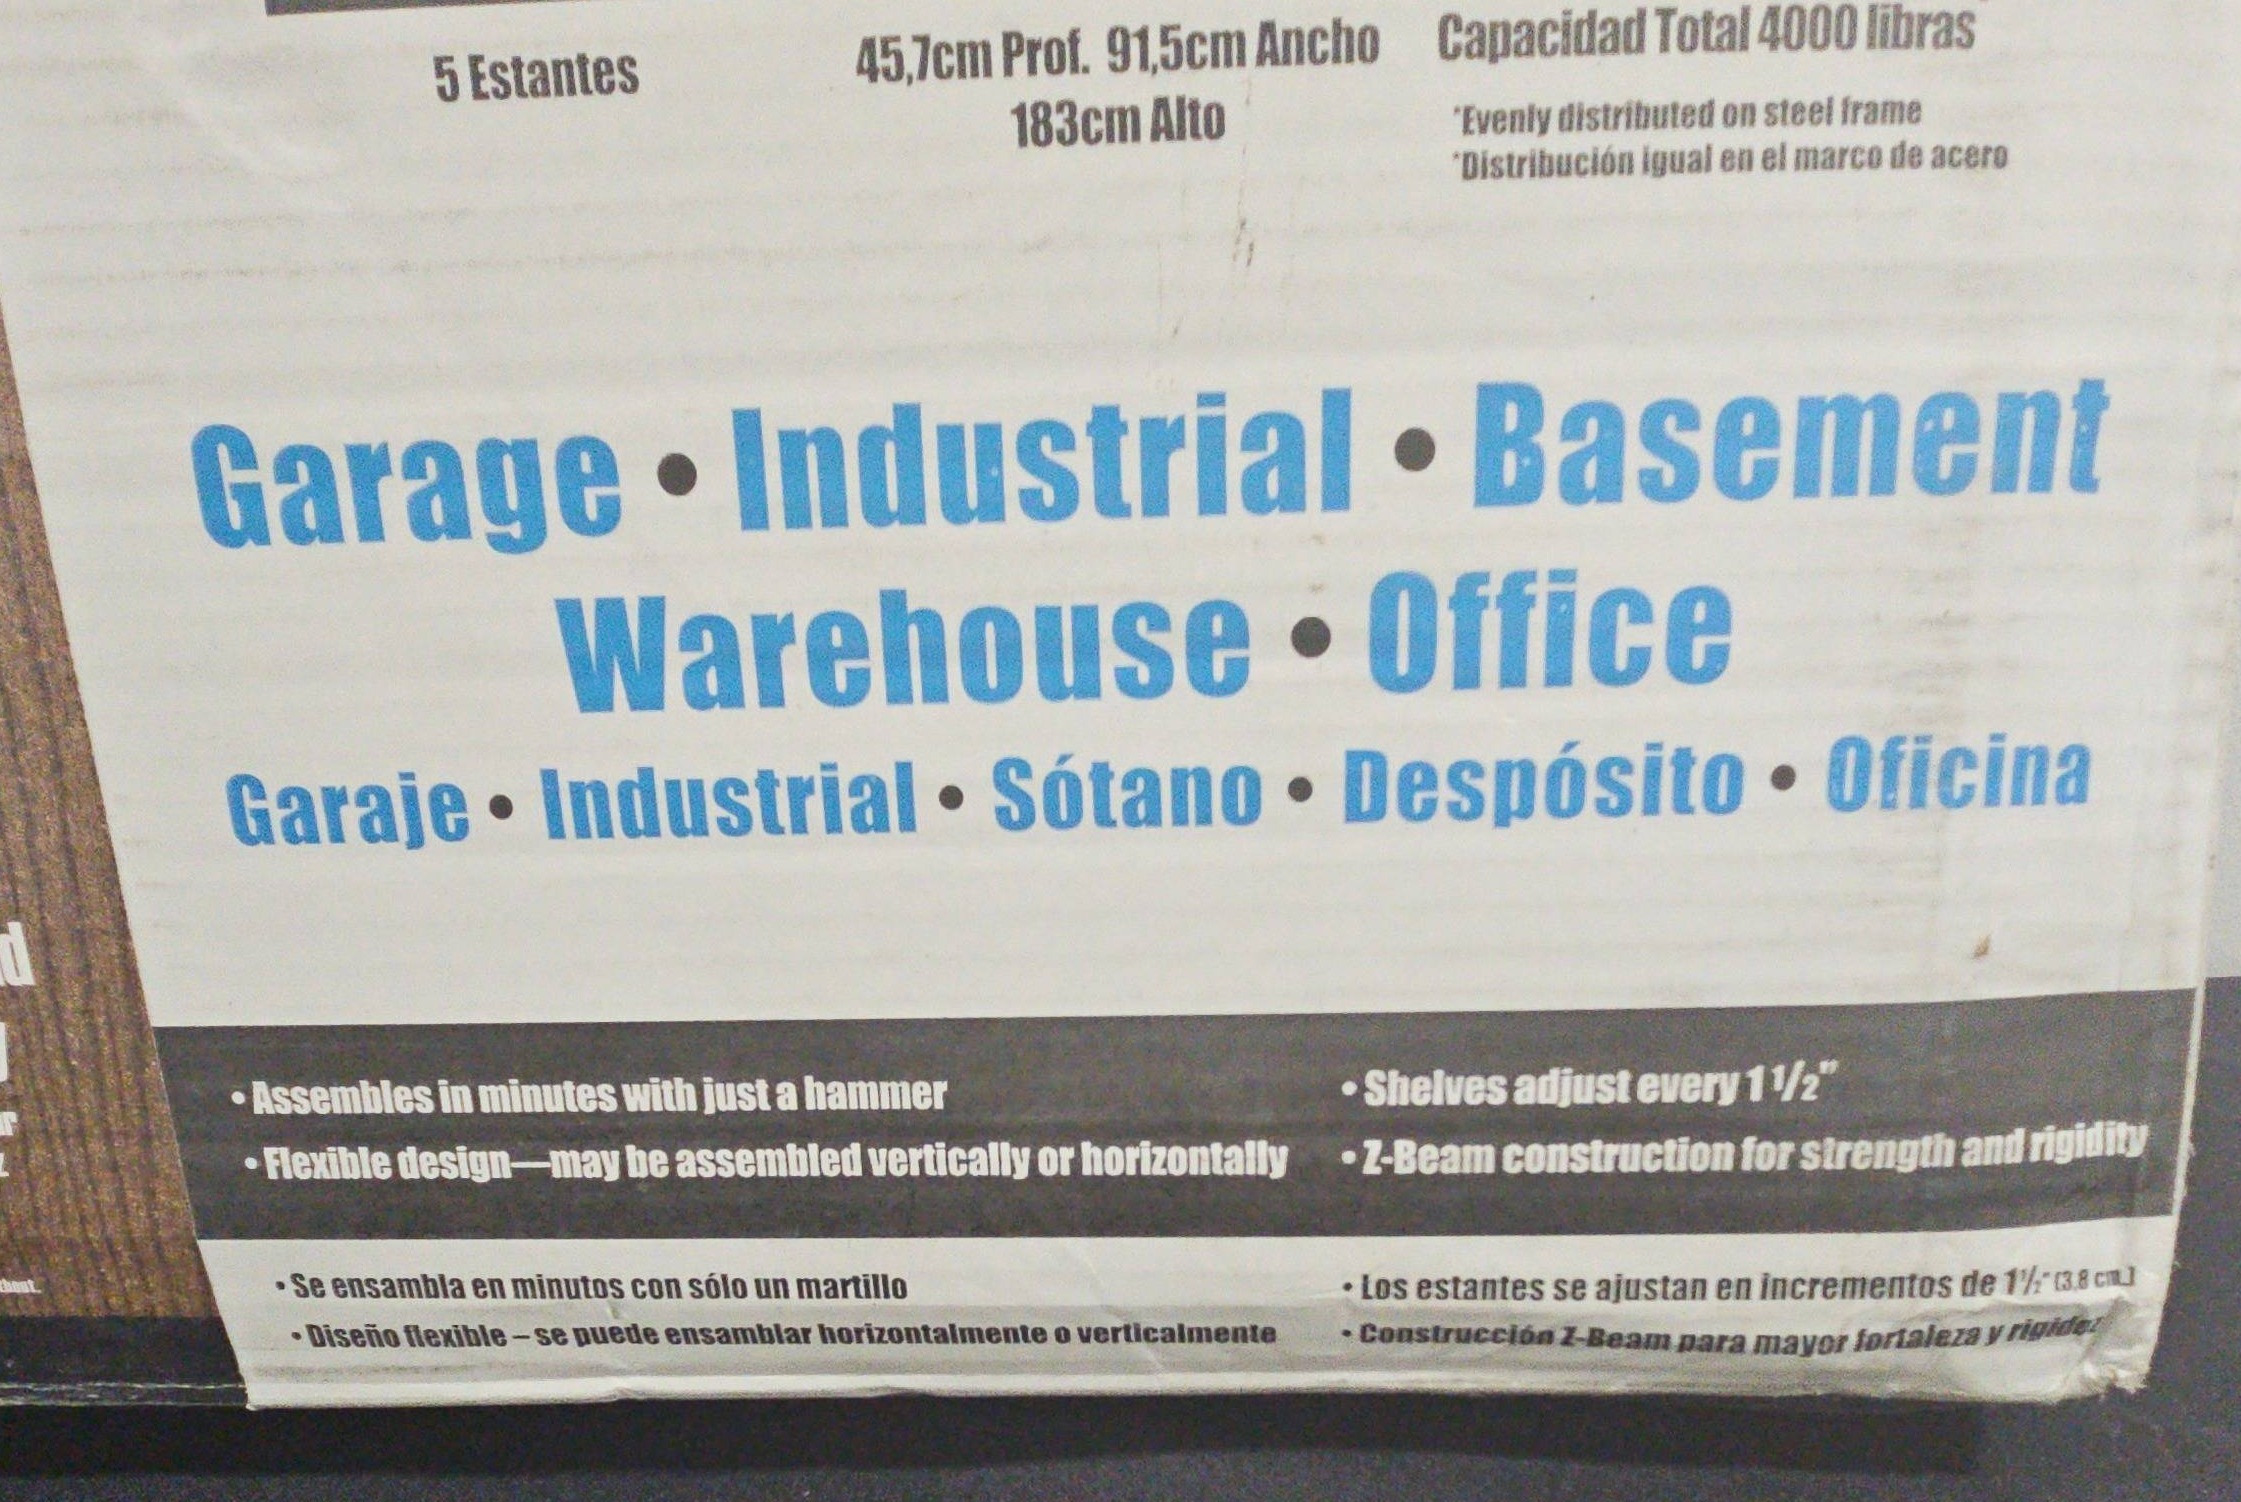 5 Estantes
45,7cm Prof. 91,5cm Ancho
183cm Alto
Capacidad Total 4000 libras
*Evenly distributed on steel frame
*Distribución igual en el marco de acero
Garage • Industrial • Basement
Warehouse • Office
Garaje • Industrial • Sótano • Despósito • Oficina
• Assembles in minutes with just a hammer
• Flexible design—may be assembled vertically or horizontally
• Shelves adjust every 1 1/2"
• Z-Beam construction for strength and rigidity
• Se ensambla en minutos con sólo un martillo
• Diseño flexible – se puede ensamblar horizontalmente o verticalmente
• Los estantes se ajustan en incrementos de 1½" (3.8 cm.)
• Construcción Z-Beam para mayor fortaleza y rigidez